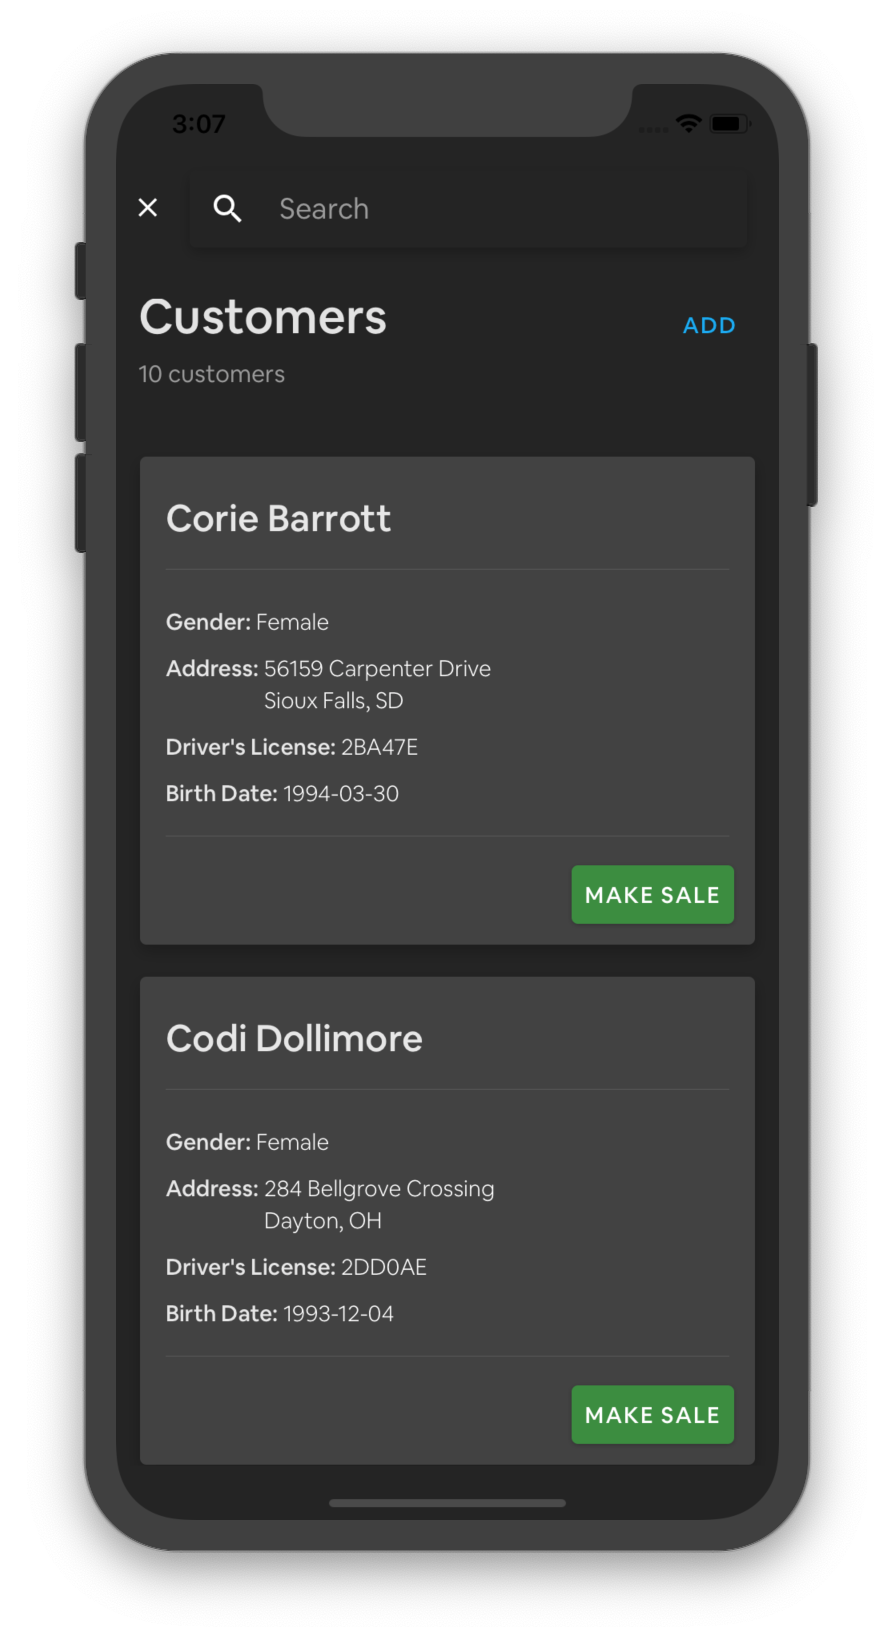 3:07
Search
Customers
ADD
10 customers
Corie Barrott
Gender: Female
Address: 56159 Carpenter Drive
Sioux Falls, SD
Driver's License: 2BA47E
Birth Date: 1994-03-30
MAKE SALE
Codi Dollimore
Gender: Female
Address: 284 Bellgrove Crossing
Dayton, OH
Driver's License: 2DD0AE
Birth Date: 1993-12-04
MAKE SALE